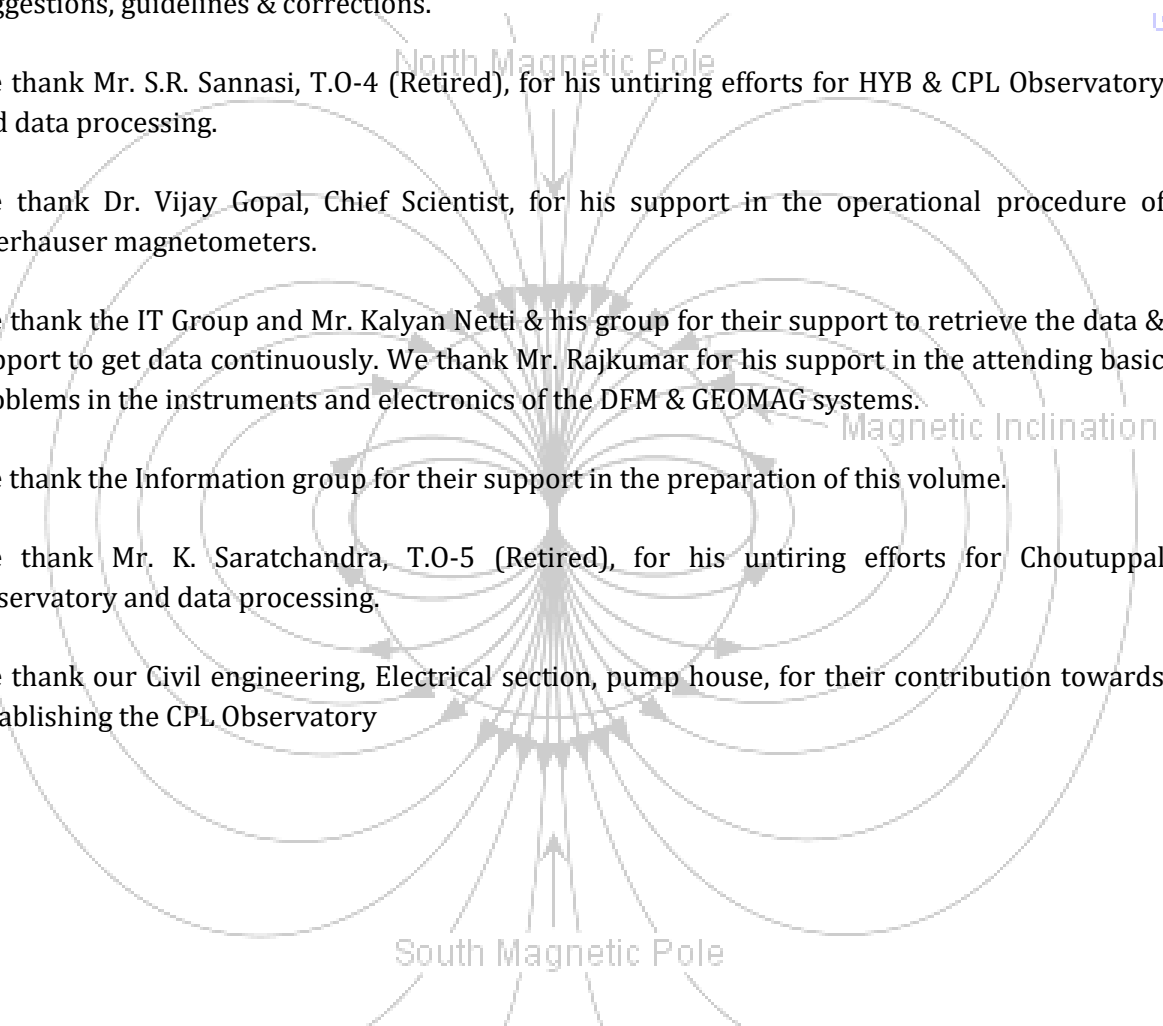 ggestions, guidelines & corrections.
North Magnetic Pole
e thank Mr. S.R. Sannasi, T.O-4 (Retired), for his untiring efforts for HYB & CPL Observatory
d data processing.
e thank Dr. Vijay Gopal, Chief Scientist, for his support in the operational procedure of
erhauser magnetometers.
e thank the IT Group and Mr. Kalyan Netti & his group for their support to retrieve the data &
pport to get data continuously. We thank Mr. Rajkumar for his support in the attending basic
oblems in the instruments and electronics of the DFM & GEOMAG systems.
Magnetic Inclination
e thank the Information group for their support in the preparation of this volume.
e thank Mr. K. Saratchandra, T.O-5 (Retired), for his untiring efforts for Choutuppal
servatory and data processing.
e thank our Civil engineering, Electrical section, pump house, for their contribution towards
tablishing the CPL Observatory
South Magnetic Pole